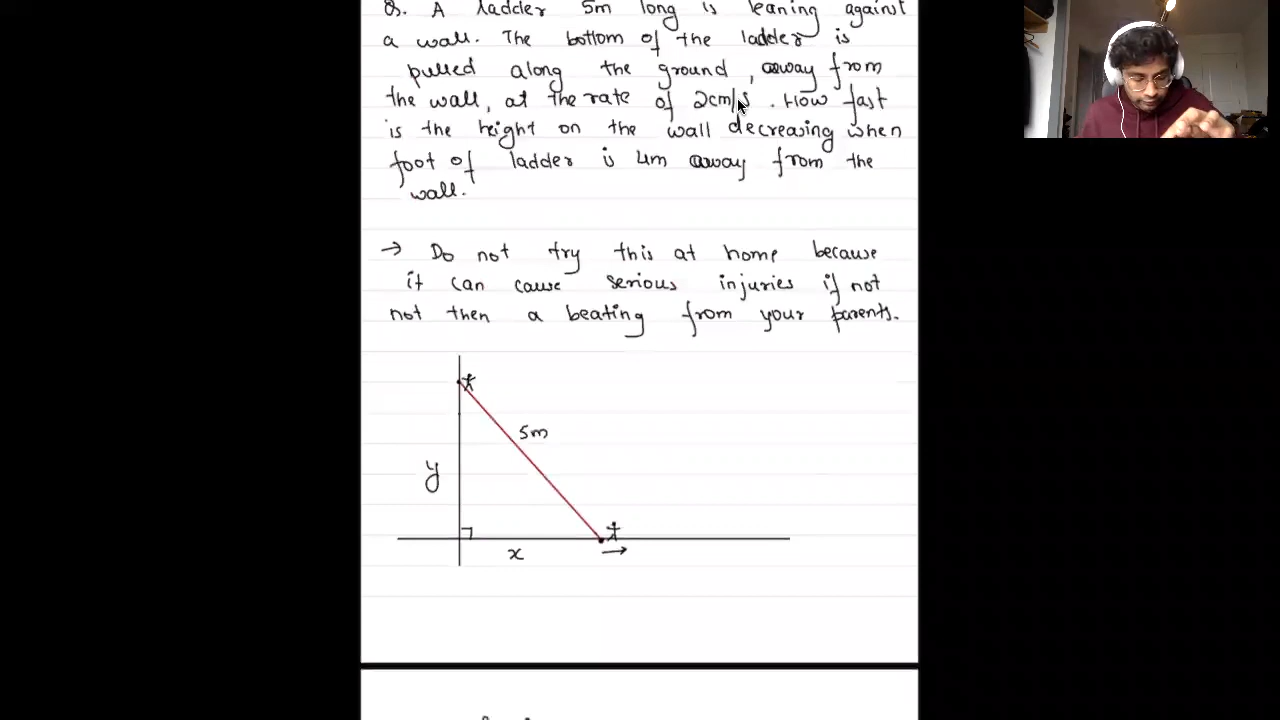 Q. A ladder 5m long is leaning against
a wall. The bottom of the ladder is
pulled along the ground, away from
the wall, at the rate of 2cm/s. How fast
is the height on the wall decreasing when
foot of ladder is 4m away from the
wall.
→ Do not try this at home because
it can cause serious injuries if not
not then a beating from your parents.
5m
y
x